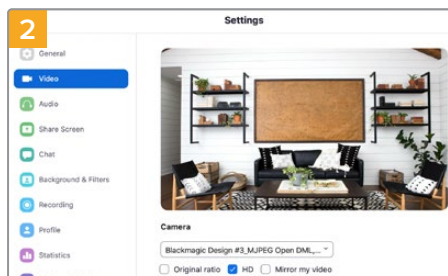 2
Settings
General
Video
Audio
Share Screen
Chat
Background & Filters
Recording
Profile
Statistics
Camera
Blackmagic Design #3_MJPEG Open DML,...
Original ratio HD Mirror my video